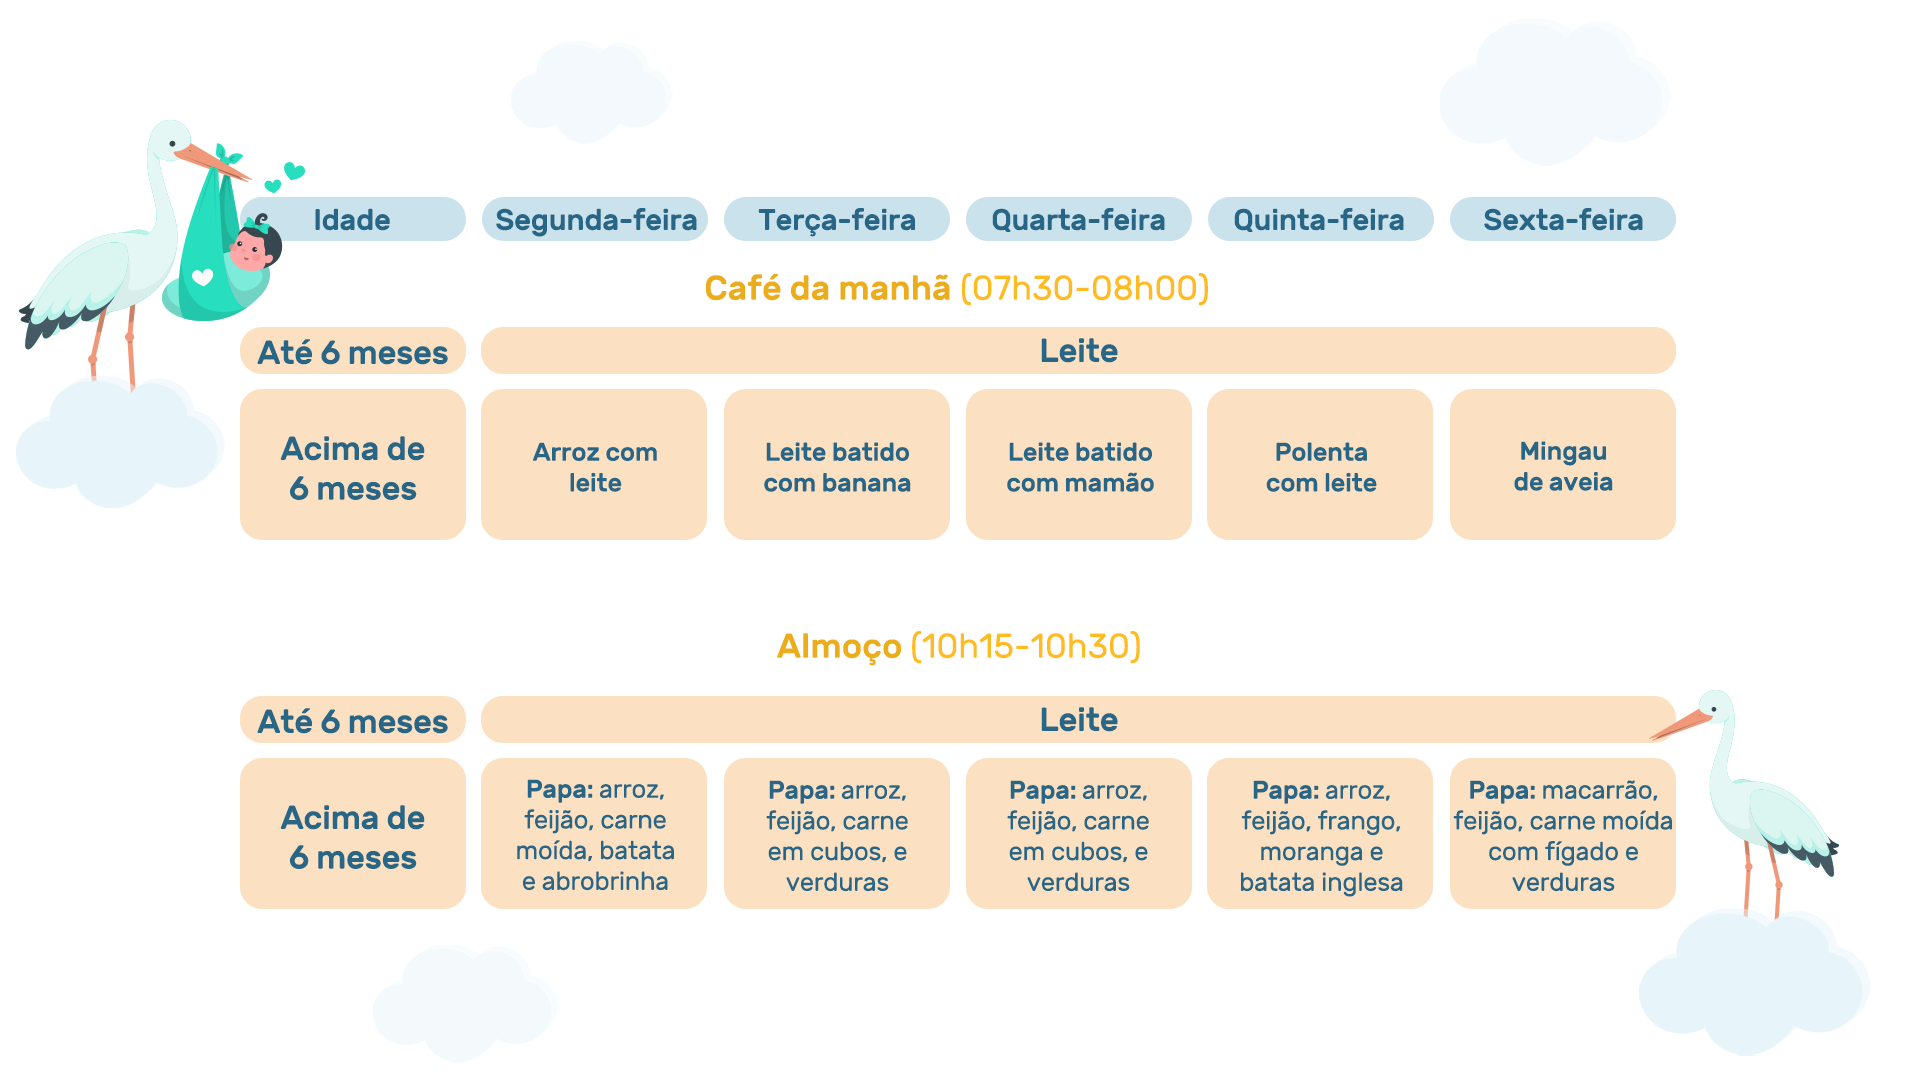 Idade Segunda-feira Terça-feira Quarta-feira Quinta-feira Sexta-feira
Café da manhã (07h30-08h00)
Até 6 meses Leite
Acima de
6 meses
Arroz com
leite
Leite batido
com banana
Leite batido
com mamão
Polenta
com leite
Mingau
de aveia
Almoço (10h15-10h30)
Até 6 meses Leite
Acima de
6 meses
Papa: arroz,
feijão, carne
moída, batata
e abrobrinha
Papa: arroz,
feijão, carne
em cubos, e
verduras
Papa: arroz,
feijão, carne
em cubos, e
verduras
Papa: arroz,
feijão, frango,
moranga e
batata inglesa
Papa: macarrão,
feijão, carne moída
com fígado e
verduras